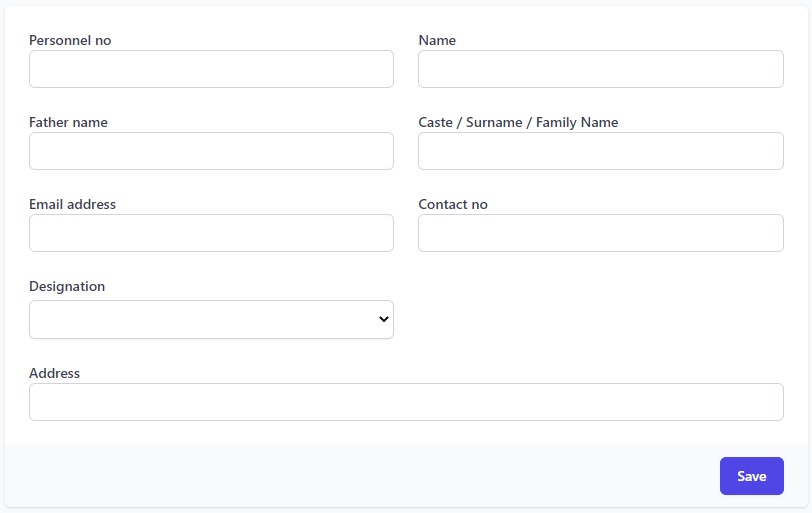 Personnel no
Name
Father name
Caste / Surname / Family Name
Email address
Contact no
Designation
Address
Save